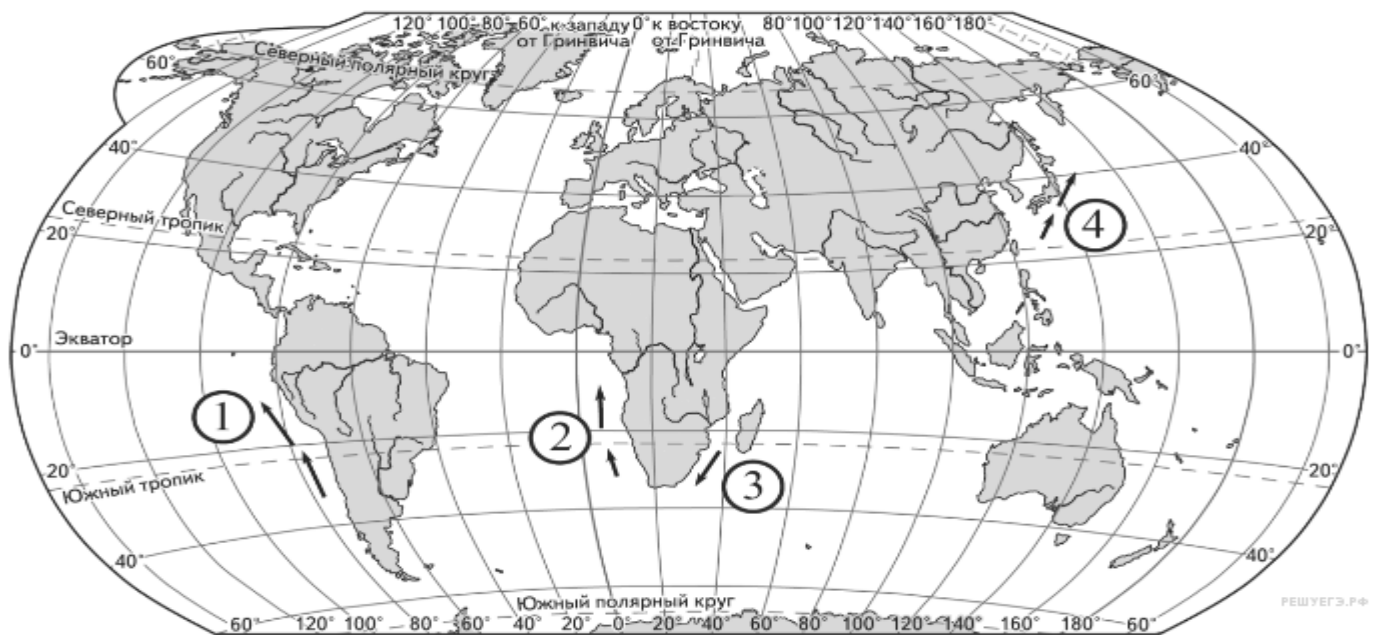 120° 100° 80° 60° к западу 0° к востоку 80° 100° 120° 140° 160° 180°
от Гринвича от Гринвича
Северный полярный круг
60° 60°
40° 40°
Северный тропик
20° 20°
4
Экватор
0° 0°
1
2
20° 20°
Южный тропик
3
40° 40°
Южный полярный круг
РЕШУЕГЭ.РФ
60° 120° 100° 80° 60° 40° 20° 0° 20° 40° 60° 80° 100° 120° 140° 160° 180° 60°